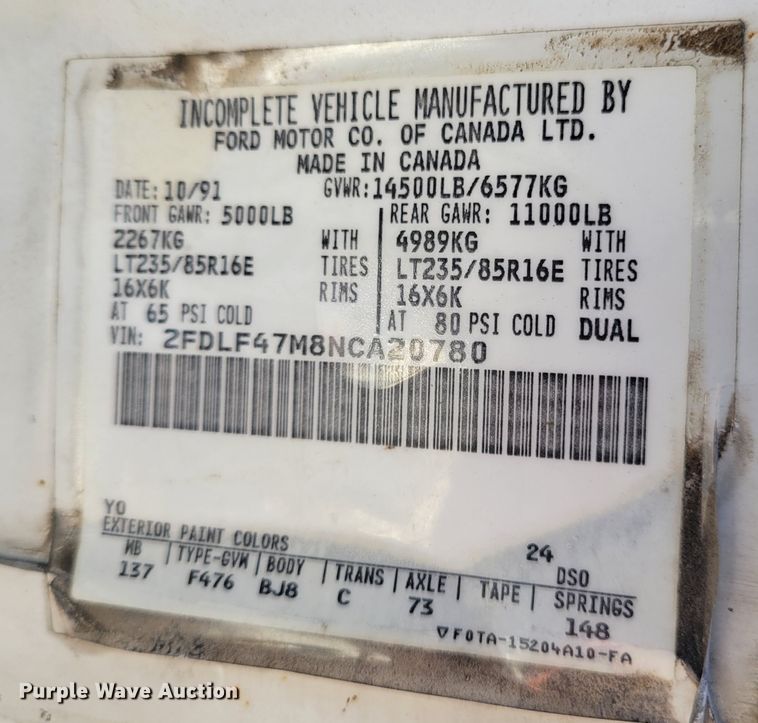 INCOMPLETE VEHICLE MANUFACTURED BY
FORD MOTOR CO. OF CANADA LTD.
MADE IN CANADA
DATE: 10/91 GVWR: 14500LB/6577KG
FRONT GAWR: 5000LB REAR GAWR: 11000LB
2267KG WITH 4989KG WITH
LT235/85R16E TIRES LT235/85R16E TIRES
16X6K RIMS 16X6K RIMS
AT 65 PSI COLD AT 80 PSI COLD DUAL
VIN: 2FDLF47M8NCA20780
YO
EXTERIOR PAINT COLORS 24 DSO
WB | TYPE-GVW | BODY | TRANS | AXLE | TAPE | SPRINGS
137 F476 BJ8 C 73 148
▽F0TA-15204A10-FA
Purple Wave Auction